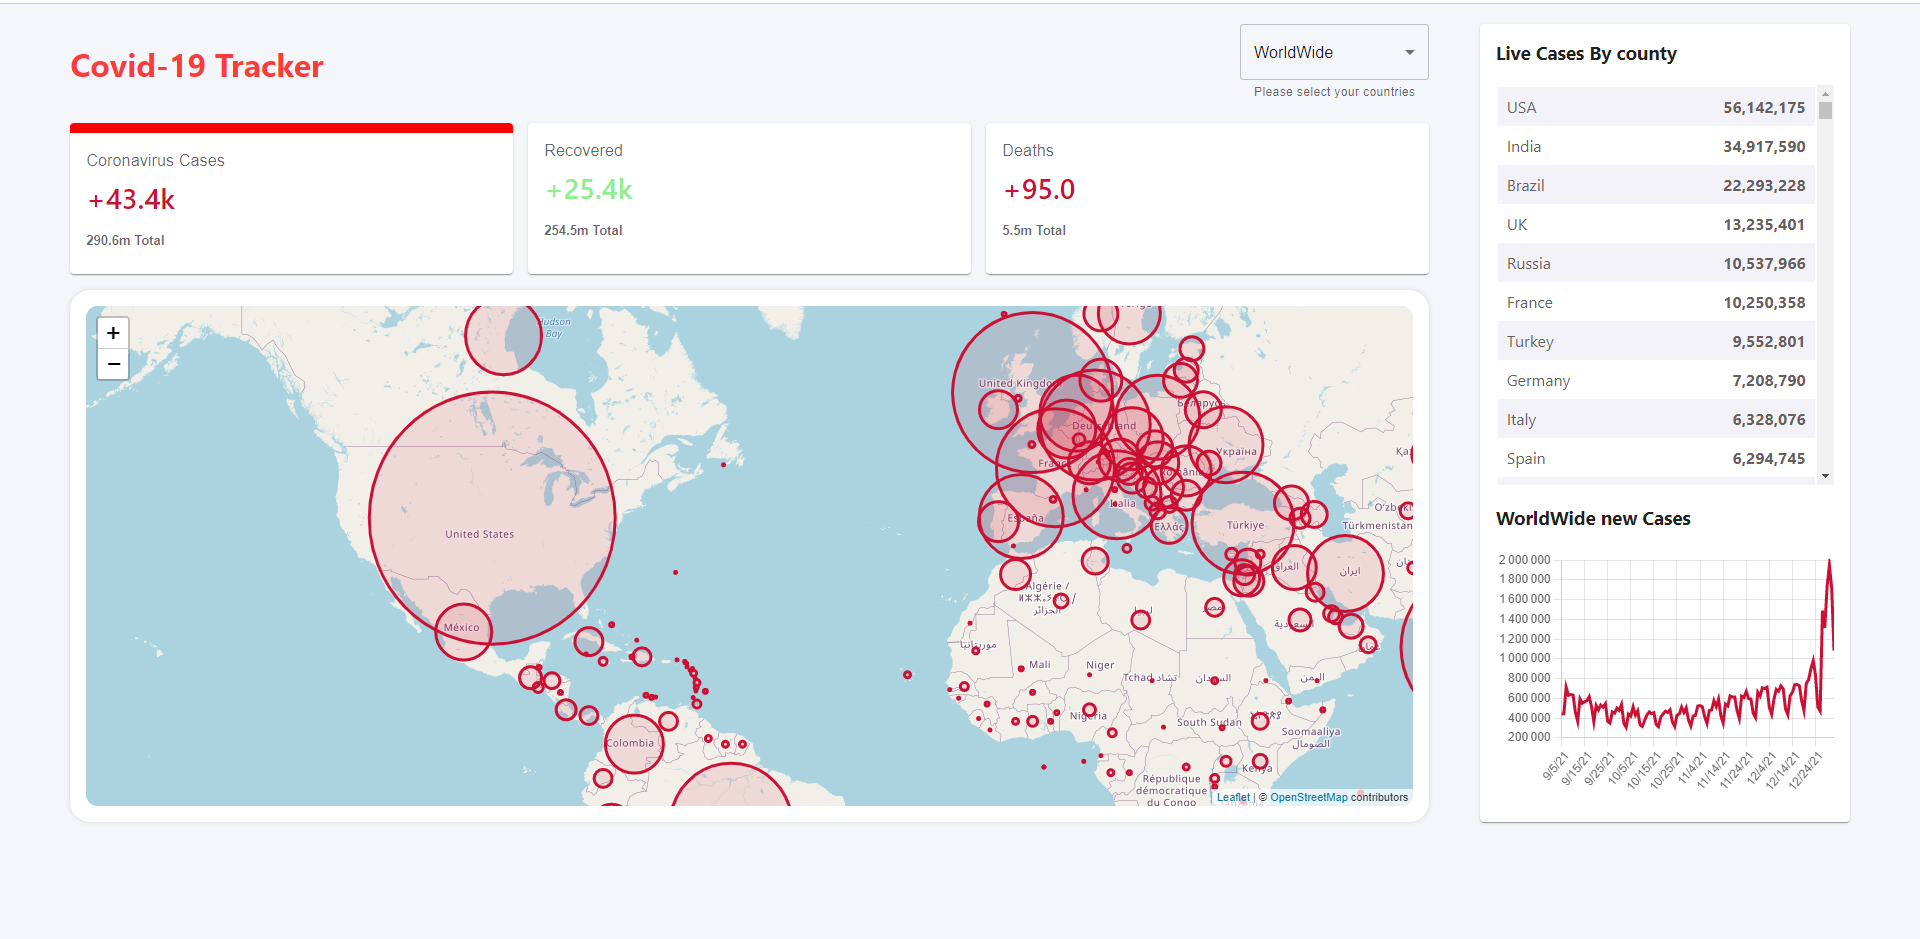 Covid-19 Tracker
WorldWide
Please select your countries
Coronavirus Cases
+43.4k
290.6m Total
Recovered
+25.4k
254.5m Total
Deaths
+95.0
5.5m Total
+
−
Hudson
Bay
United States
México
Colombia
United Kingdom
Deutschland
Беларусь
Україна
France
România
Italia
España
Ελλάς
Türkiye
Türkmenistan
العراق
ایران
Algérie /
الجزائر
ليبيا
مصر
السعودية
عمان
موريتانيا
Mali
Niger
Tchad تشاد
السودان
اليمن
Nigeria
South Sudan
Soomaaliya
الصومال
Kenya
République
démocratique
du Congo
Leaflet | © OpenStreetMap contributors
Live Cases By county
USA 56,142,175
India 34,917,590
Brazil 22,293,228
UK 13,235,401
Russia 10,537,966
France 10,250,358
Turkey 9,552,801
Germany 7,208,790
Italy 6,328,076
Spain 6,294,745
WorldWide new Cases
2 000 000
1 800 000
1 600 000
1 400 000
1 200 000
1 000 000
800 000
600 000
400 000
200 000
9/5/21
9/15/21
9/25/21
10/5/21
10/15/21
10/25/21
11/4/21
11/14/21
11/24/21
12/4/21
12/14/21
12/24/21